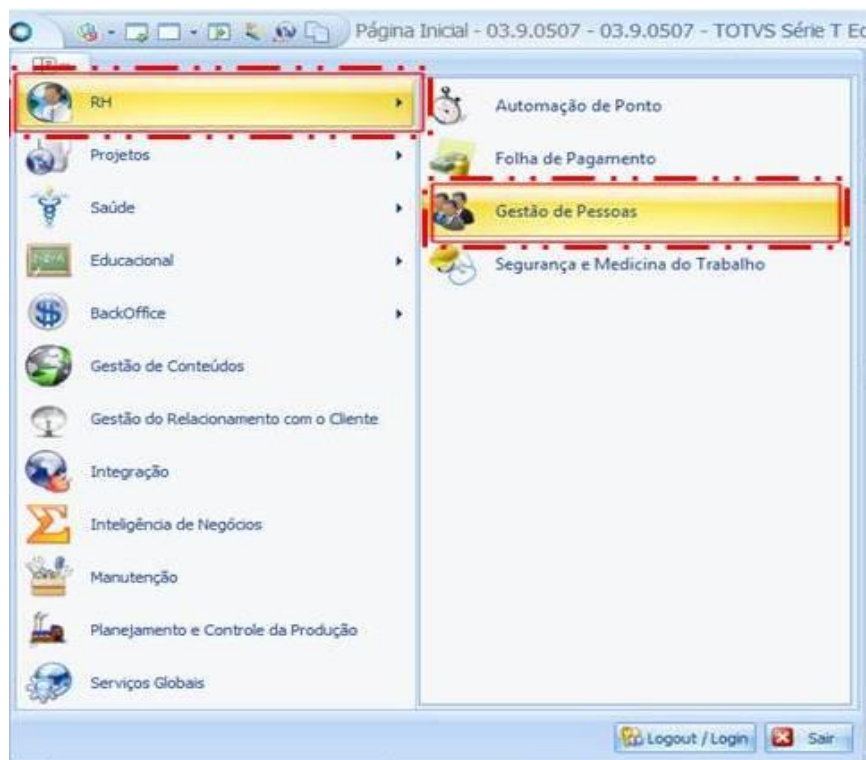 Página Inicial - 03.9.0507 - 03.9.0507 - TOTVS Série T Ec
RH
Projetos
Saúde
Educacional
BackOffice
Gestão de Conteúdos
Gestão do Relacionamento com o Cliente
Integração
Inteligência de Negócios
Manutenção
Planejamento e Controle da Produção
Serviços Globais
Automação de Ponto
Folha de Pagamento
Gestão de Pessoas
Segurança e Medicina do Trabalho
Logout / Login
Sair